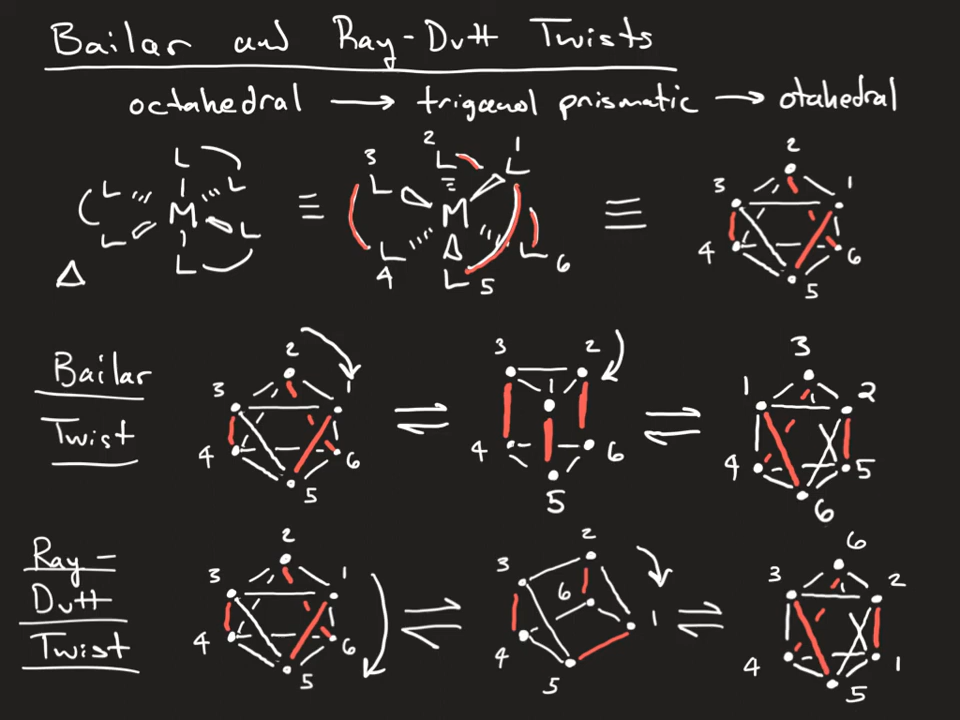 Bailar and Ray-Dutt Twists
octahedral → trigonal prismatic → otahedral
L L L M L L L Δ
≡
3 L 2 L 1 L M 4 L L 5 L 6
≡
2 3 1 4 6 5
Bailar
Twist
2 3 1 4 6 5
⇌
3 2 1 4 6 5
⇌
3 1 2 4 5 6
Ray-
Dutt
Twist
2 3 1 4 6 5
⇌
2 3 6 1 4 5
⇌
6 3 2 4 1 5